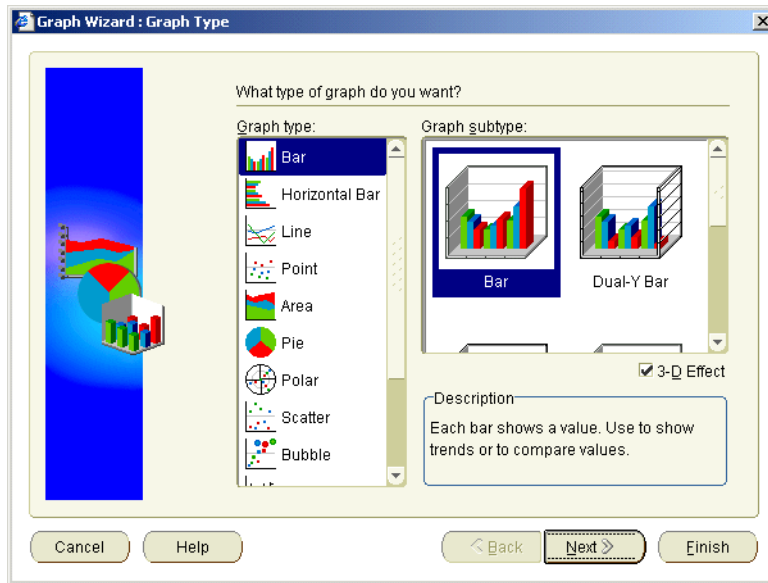 Graph Wizard : Graph Type
What type of graph do you want?
Graph type:
Bar
Horizontal Bar
Line
Point
Area
Pie
Polar
Scatter
Bubble
Graph subtype:
Bar
Dual-Y Bar
3-D Effect
Description
Each bar shows a value. Use to show
trends or to compare values.
Cancel
Help
Back
Next
Finish